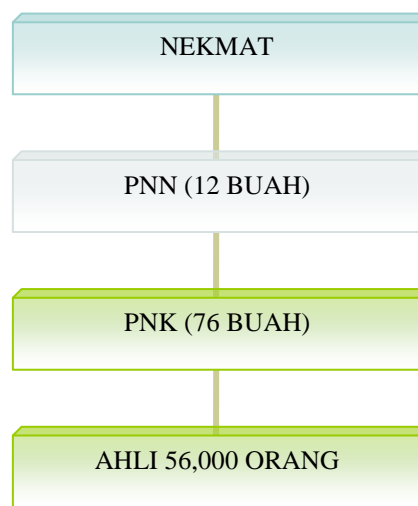 NEKMAT
PNN (12 BUAH)
PNK (76 BUAH)
AHLI 56,000 ORANG